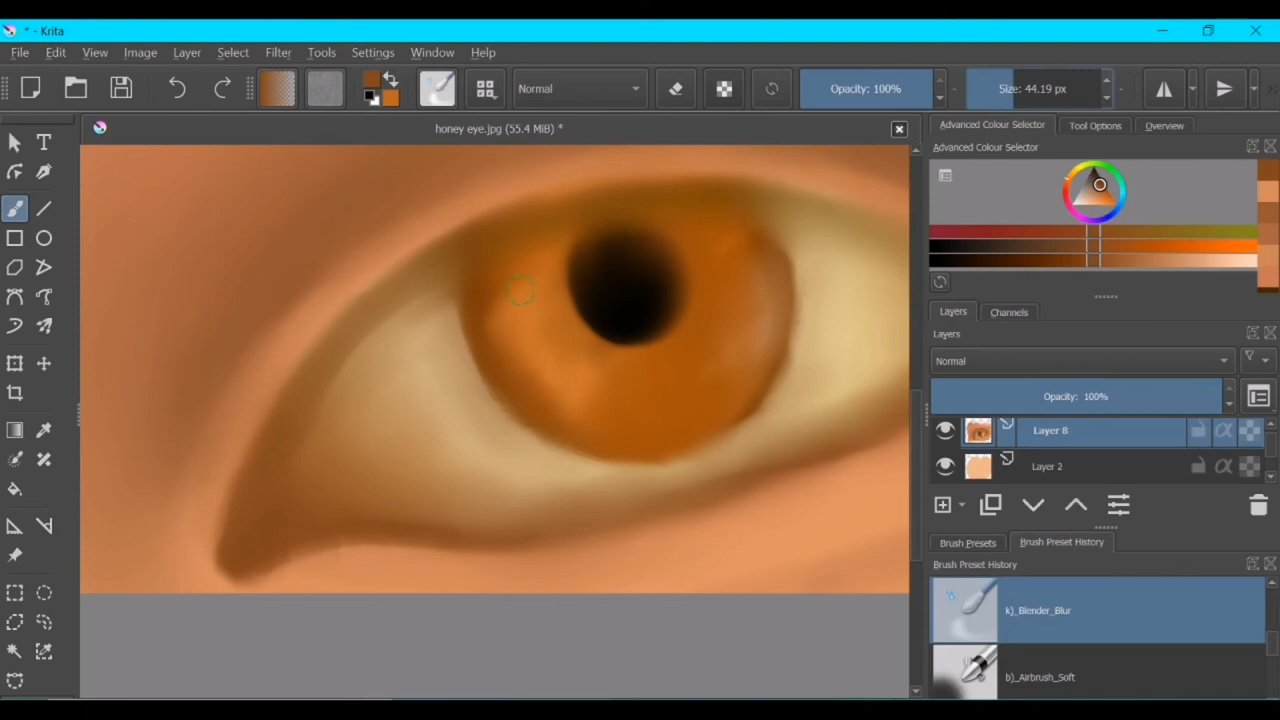 * - Krita
File Edit View Image Layer Select Filter Tools Settings Window Help
Normal Opacity: 100% Size: 44.19 px
honey eye.jpg (55.4 MiB) *
Advanced Colour Selector Tool Options Overview
Advanced Colour Selector
Layers Channels
Layers
Normal
Opacity: 100%
Layer 8
Layer 2
Brush Presets Brush Preset History
Brush Preset History
k)_Blender_Blur
b)_Airbrush_Soft